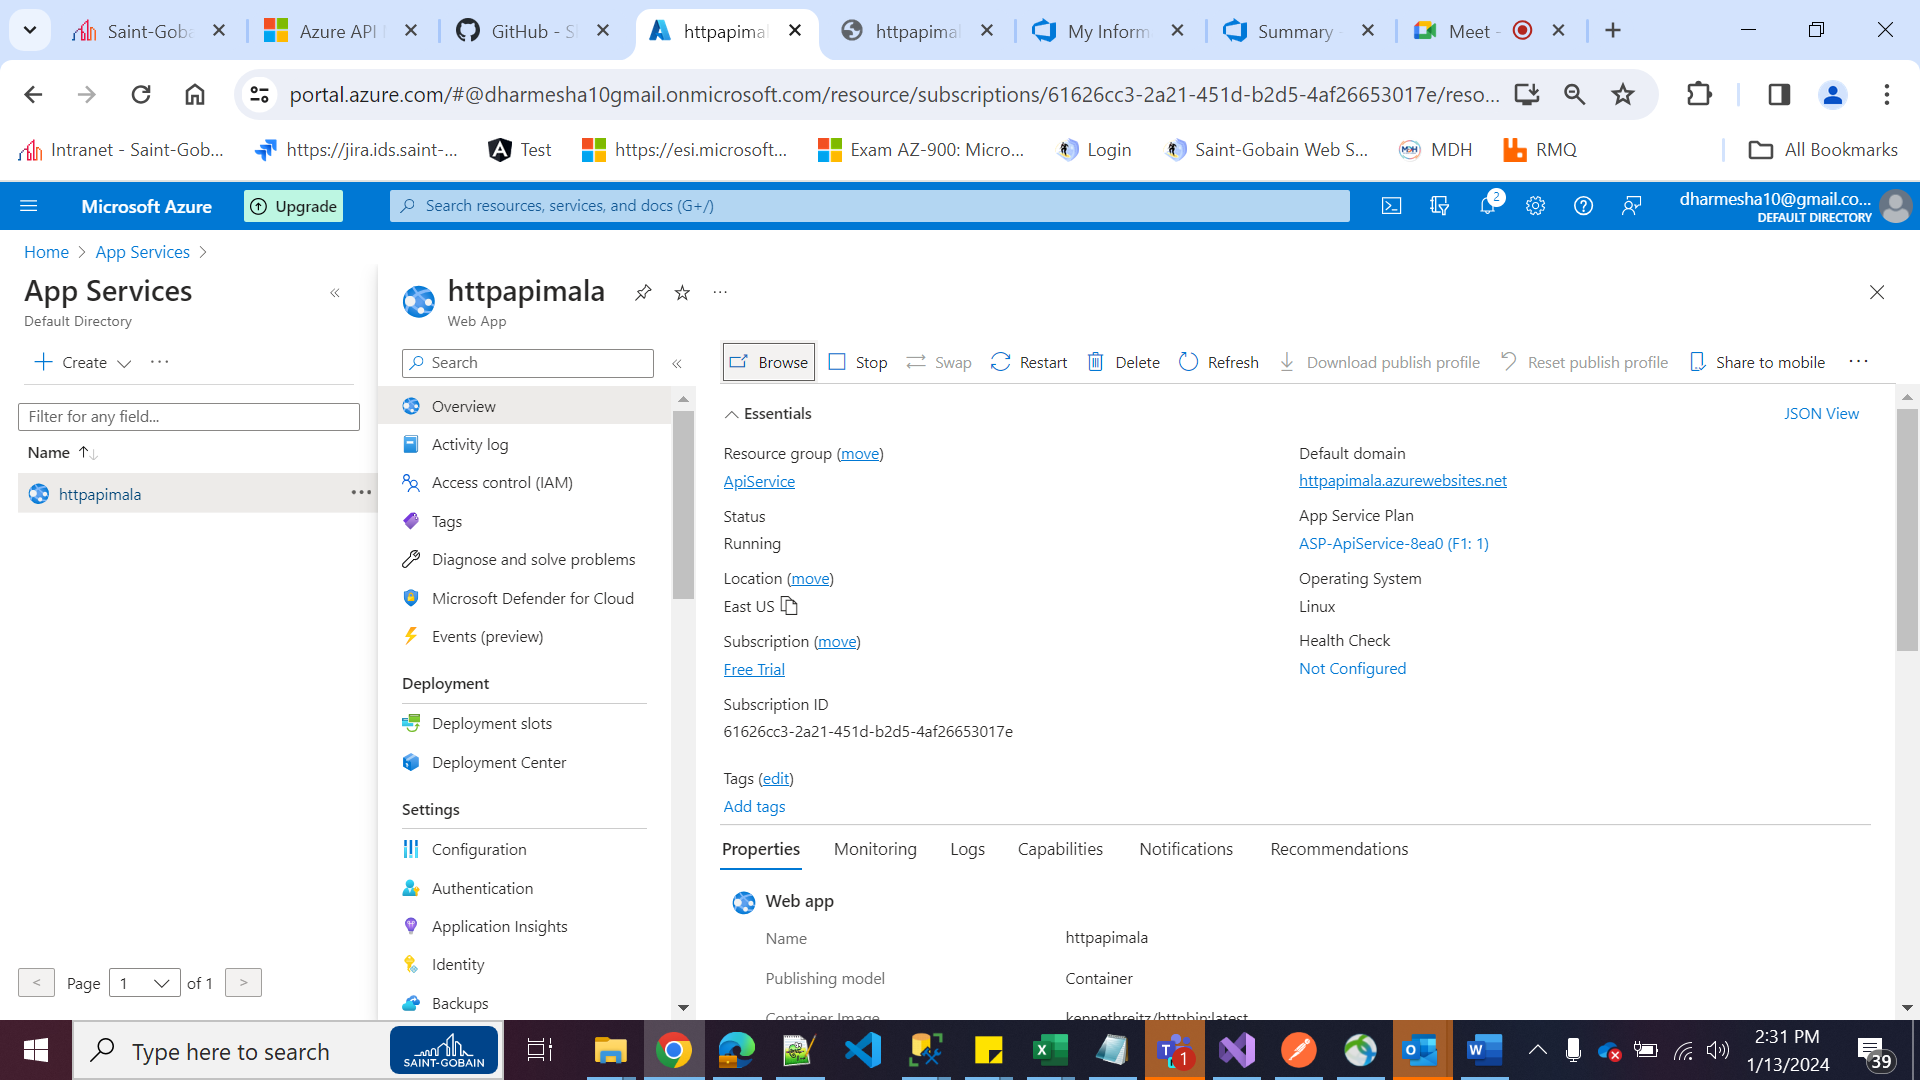 Saint-Goba
Azure API
GitHub - S
httpapimal
httpapimal
My Inform
Summary
Meet -
portal.azure.com/#@dharmesha10gmail.onmicrosoft.com/resource/subscriptions/61626cc3-2a21-451d-b2d5-4af26653017e/reso...
Intranet - Saint-Gob...
https://jira.ids.saint-...
Test
https://esi.microsoft...
Exam AZ-900: Micro...
Login
Saint-Gobain Web S...
MDH
MDH
RMQ
All Bookmarks
Microsoft Azure
Upgrade
Search resources, services, and docs (G+/)
2
dharmesha10@gmail.co...
DEFAULT DIRECTORY
Home > App Services >
App Services
Default Directory
Create
Filter for any field...
Name
httpapimala
Page 1 of 1
httpapimala
Web App
Search
Overview
Activity log
Access control (IAM)
Tags
Diagnose and solve problems
Microsoft Defender for Cloud
Events (preview)
Deployment
Deployment slots
Deployment Center
Settings
Configuration
Authentication
Application Insights
Identity
Backups
Browse
Stop
Swap
Restart
Delete
Refresh
Download publish profile
Reset publish profile
Share to mobile
Essentials
JSON View
Resource group (move)
ApiService
Status
Running
Location (move)
East US
Subscription (move)
Free Trial
Subscription ID
61626cc3-2a21-451d-b2d5-4af26653017e
Tags (edit)
Add tags
Default domain
httpapimala.azurewebsites.net
App Service Plan
ASP-ApiService-8ea0 (F1: 1)
Operating System
Linux
Health Check
Not Configured
Properties
Monitoring
Logs
Capabilities
Notifications
Recommendations
Web app
Name
httpapimala
Publishing model
Container
Container Image
kennethreitz/httpbin:latest
Type here to search
SAINT-GOBAIN
1
2:31 PM
1/13/2024
39